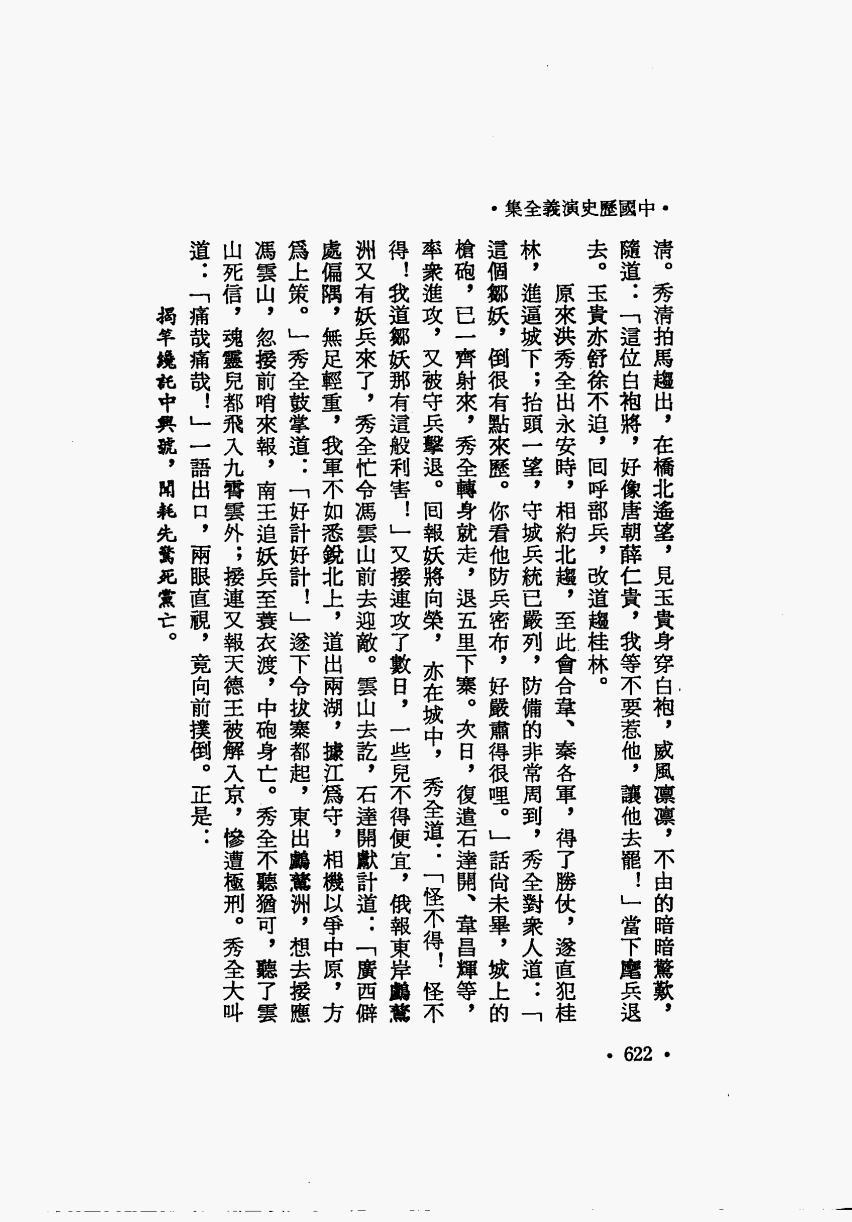 ・中國歷史演義全集・
淸。秀淸拍馬趨出，在橋北遙望，見玉貴身穿白袍，威風凛凛，不由的暗暗驚歎，
隨道：「這位白袍將，好像唐朝薛仁貴，我等不要惹他，讓他去罷！」當下麾兵退
去。玉貴亦舒徐不迫，回呼部兵，改道趨桂林。
原來洪秀全出永安時，相約北趨，至此會合韋、秦各軍，得了勝仗，遂直犯桂
林，進逼城下；抬頭一望，守城兵統已嚴列，防備的非常周到，秀全對衆人道：「
這個鄒妖，倒很有點來歷。你看他防兵密布，好嚴肅得很哩。」話尙未畢，城上的
槍砲，已一齊射來，秀全轉身就走，退五里下寨。次日，復遣石達開、韋昌輝等，
率衆進攻，又被守兵擊退。回報妖將向榮，亦在城中，秀全道：「怪不得！怪不
得！我道鄒妖那有這般利害！」又接連攻了數日，一些兒不得便宜，俄報東岸鸕鶿
洲又有妖兵來了，秀全忙令馮雲山前去迎敵。雲山去訖，石達開獻計道：「廣西僻
處偏隅，無足輕重，我軍不如悉銳北上，道出兩湖，據江爲守，相機以爭中原，方
爲上策。」秀全鼓掌道：「好計好計！」遂下令拔寨都起，東出鸕鶿洲，想去接應
馮雲山，忽接前哨來報，南王追妖兵至蓑衣渡，中砲身亡。秀全不聽猶可，聽了雲
山死信，魂靈兒都飛入九霄雲外；接連又報天德王被解入京，慘遭極刑。秀全大叫
道：「痛哉痛哉！」一語出口，兩眼直視，竟向前撲倒。正是：
揭竿纔託中興號，聞耗先驚死黨亡。
・622・